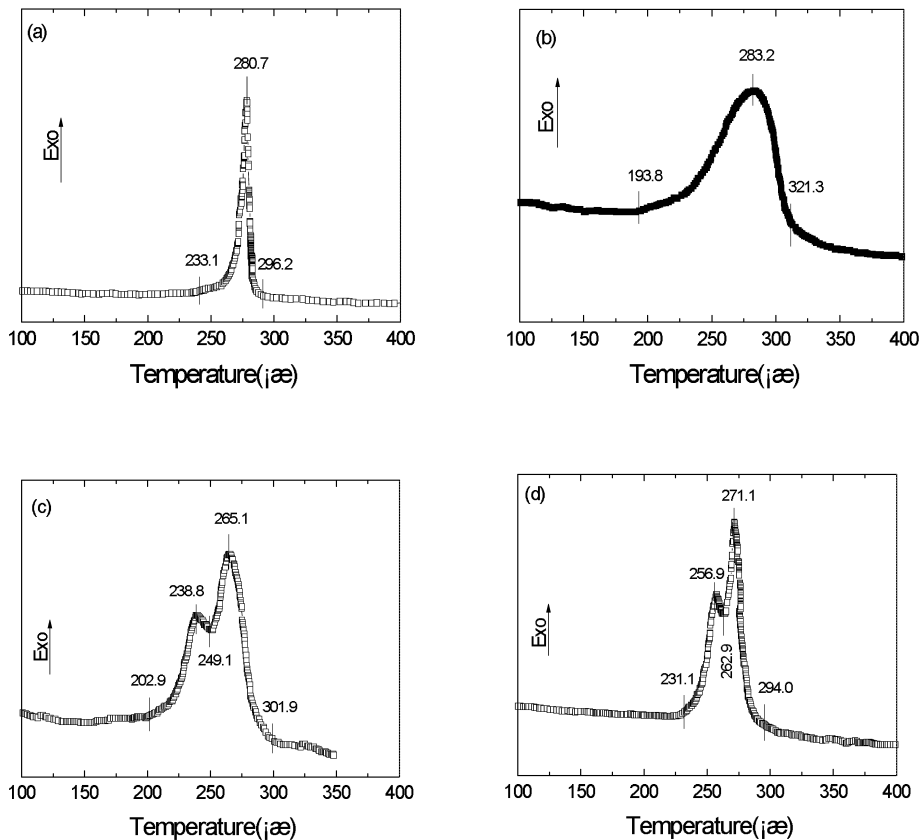 (a)
280.7
Exo
233.1
296.2
100 150 200 250 300 350 400
Temperature(¡æ)
(b)
283.2
Exo
193.8
321.3
100 150 200 250 300 350 400
Temperature(¡æ)
(c)
265.1
238.8
Exo
249.1
202.9
301.9
100 150 200 250 300 350 400
Temperature(¡æ)
(d)
271.1
256.9
Exo
262.9
231.1
294.0
100 150 200 250 300 350 400
Temperature(¡æ)